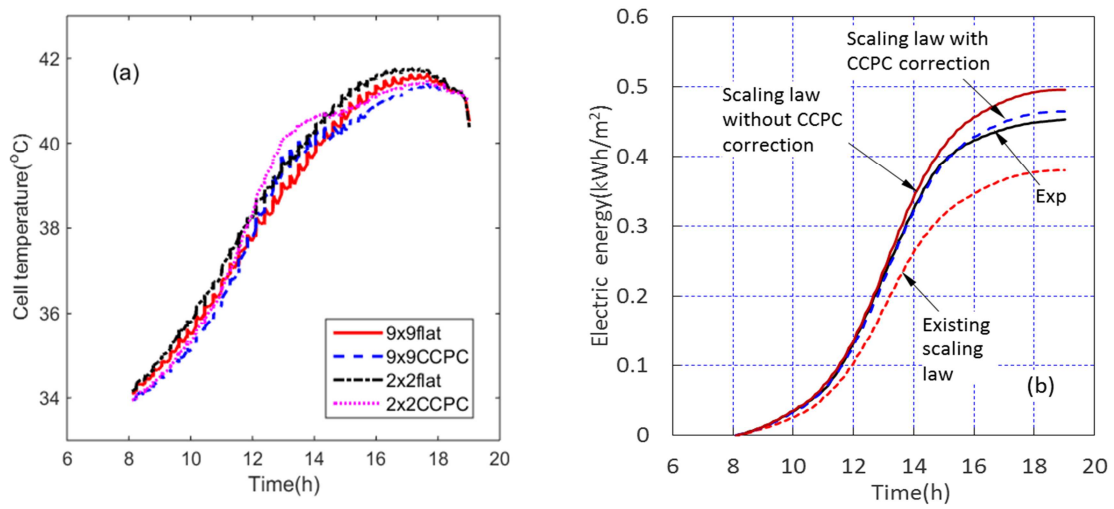 (a)
Cell temperature(°C)
42
40
38
36
34
6 8 10 12 14 16 18 20
Time(h)
9x9flat
9x9CCPC
2x2flat
2x2CCPC
0.6
0.5
0.4
0.3
0.2
0.1
0
Electric energy(kWh/m²)
Scaling law with
CCPC correction
Scaling law
without CCPC
correction
Exp
Existing
scaling
law
(b)
6 8 10 12 14 16 18 20
Time(h)